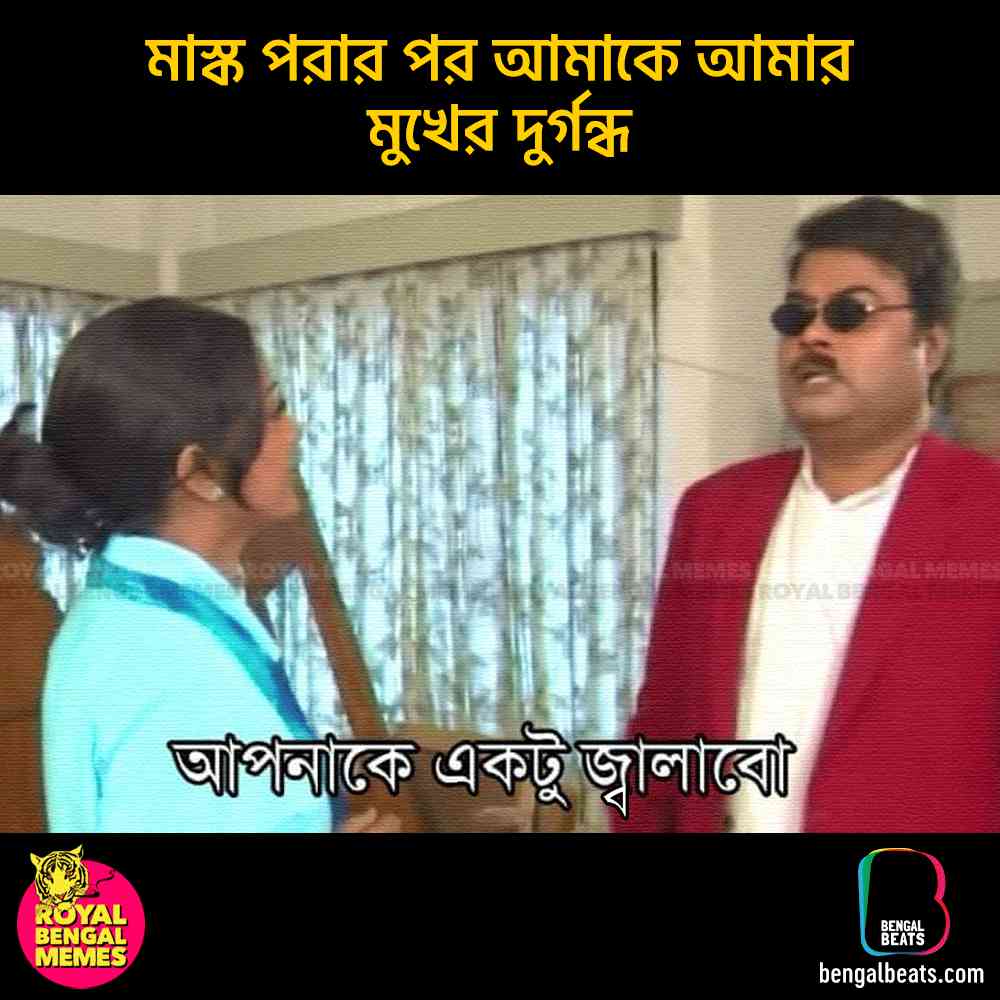 মাস্ক পরার পর আমাকে আমার
মুখের দুর্গন্ধ
আপনাকে একটু জ্বালাবো
ROYAL
BENGAL
MEMES
BENGAL
BEATS
bengalbeats.com